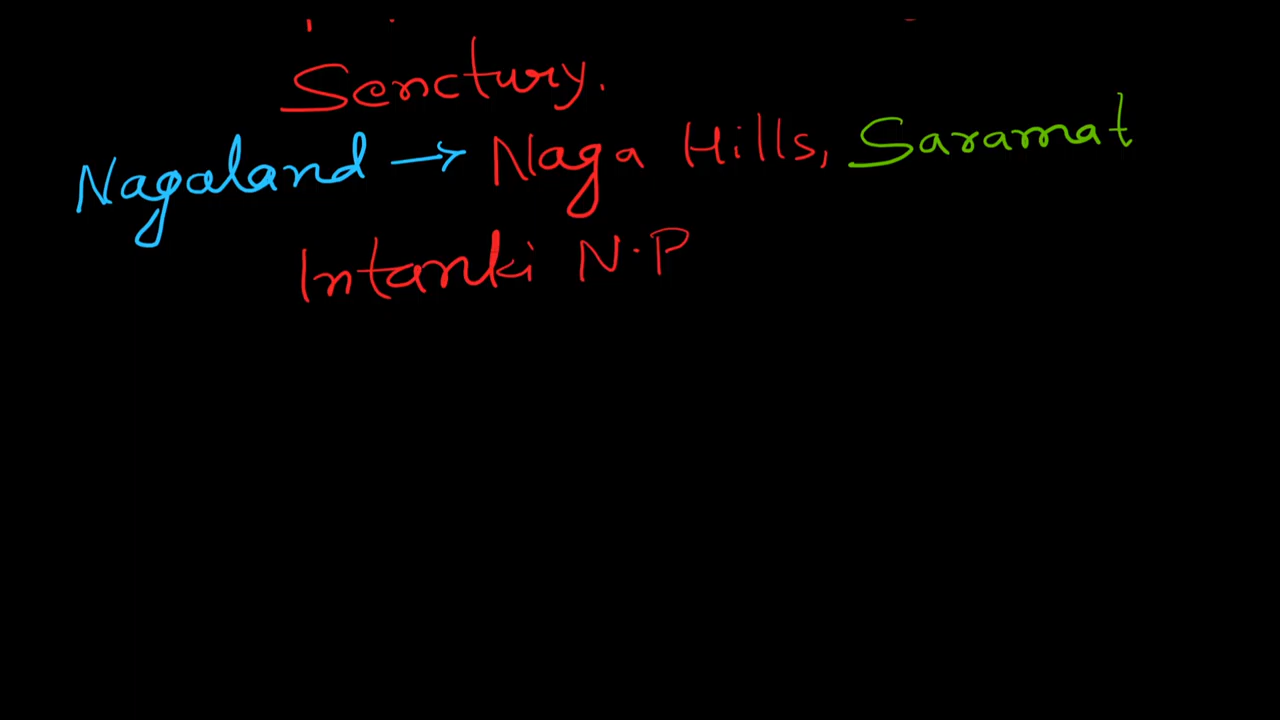 Senctury.
Nagaland → Naga Hills, Saramat
Intanki N.P